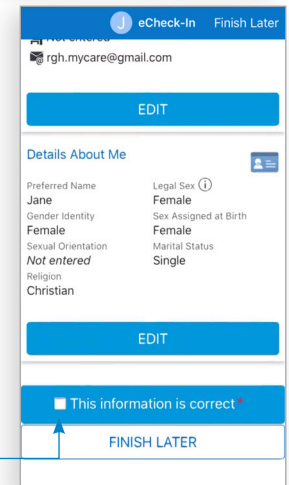 J eCheck-In Finish Later
Not entered
rgh.mycare@gmail.com
EDIT
Details About Me
Preferred Name Legal Sex i
Jane Female
Gender Identity Sex Assigned at Birth
Female Female
Sexual Orientation Marital Status
Not entered Single
Religion
Christian
EDIT
This information is correct*
FINISH LATER